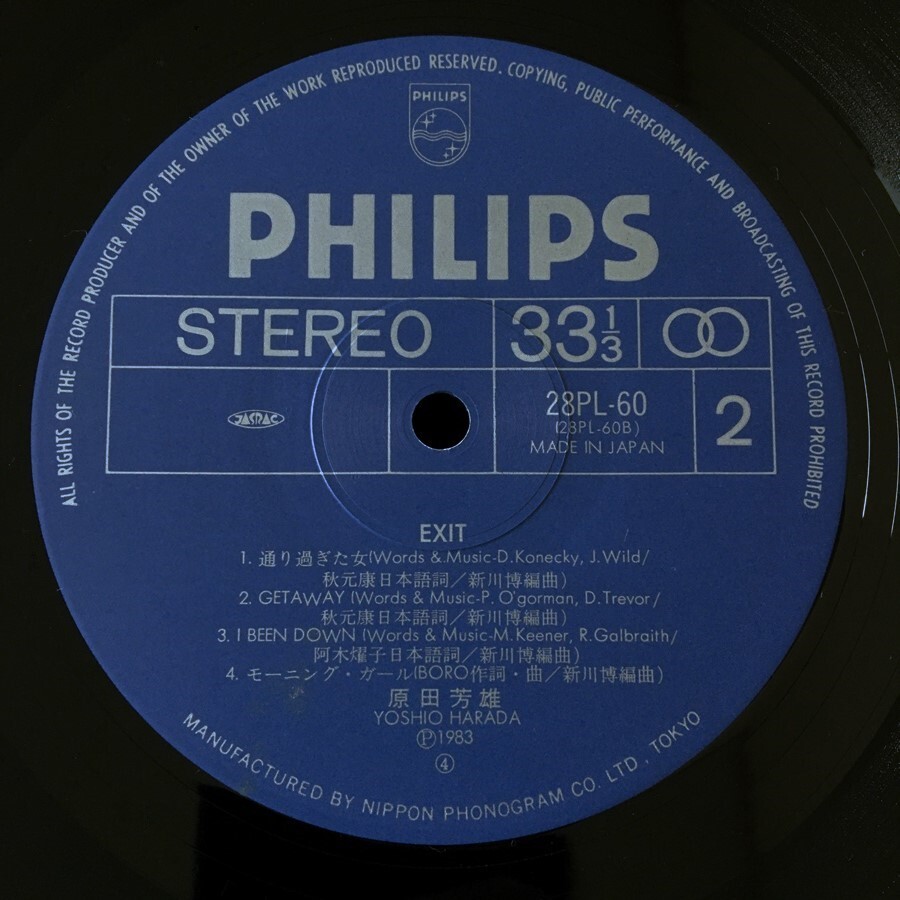 ALL RIGHTS OF THE RECORD PRODUCER AND OF THE OWNER OF THE WORK REPRODUCED RESERVED. COPYING, PUBLIC PERFORMANCE AND BROADCASTING OF THIS RECORD PROHIBITED
PHILIPS
PHILIPS
STEREO 33 1/3
JASRAC
28PL-60
(28PL-60B)
MADE IN JAPAN
2
EXIT
1. 通り過ぎた女(Words & Music-D.Konecky, J.Wild/
秋元康日本語詞/新川博編曲)
2. GETAWAY (Words & Music-P. O'gorman, D.Trevor/
秋元康日本語詞/新川博編曲)
3. I BEEN DOWN (Words & Music-M.Keener, R.Galbraith/
阿木燿子日本語詞/新川博編曲)
4. モーニング・ガール(BORO作詞・曲/新川博編曲)
原田芳雄
YOSHIO HARADA
Ⓟ1983
④
MANUFACTURED BY NIPPON PHONOGRAM CO. LTD., TOKYO